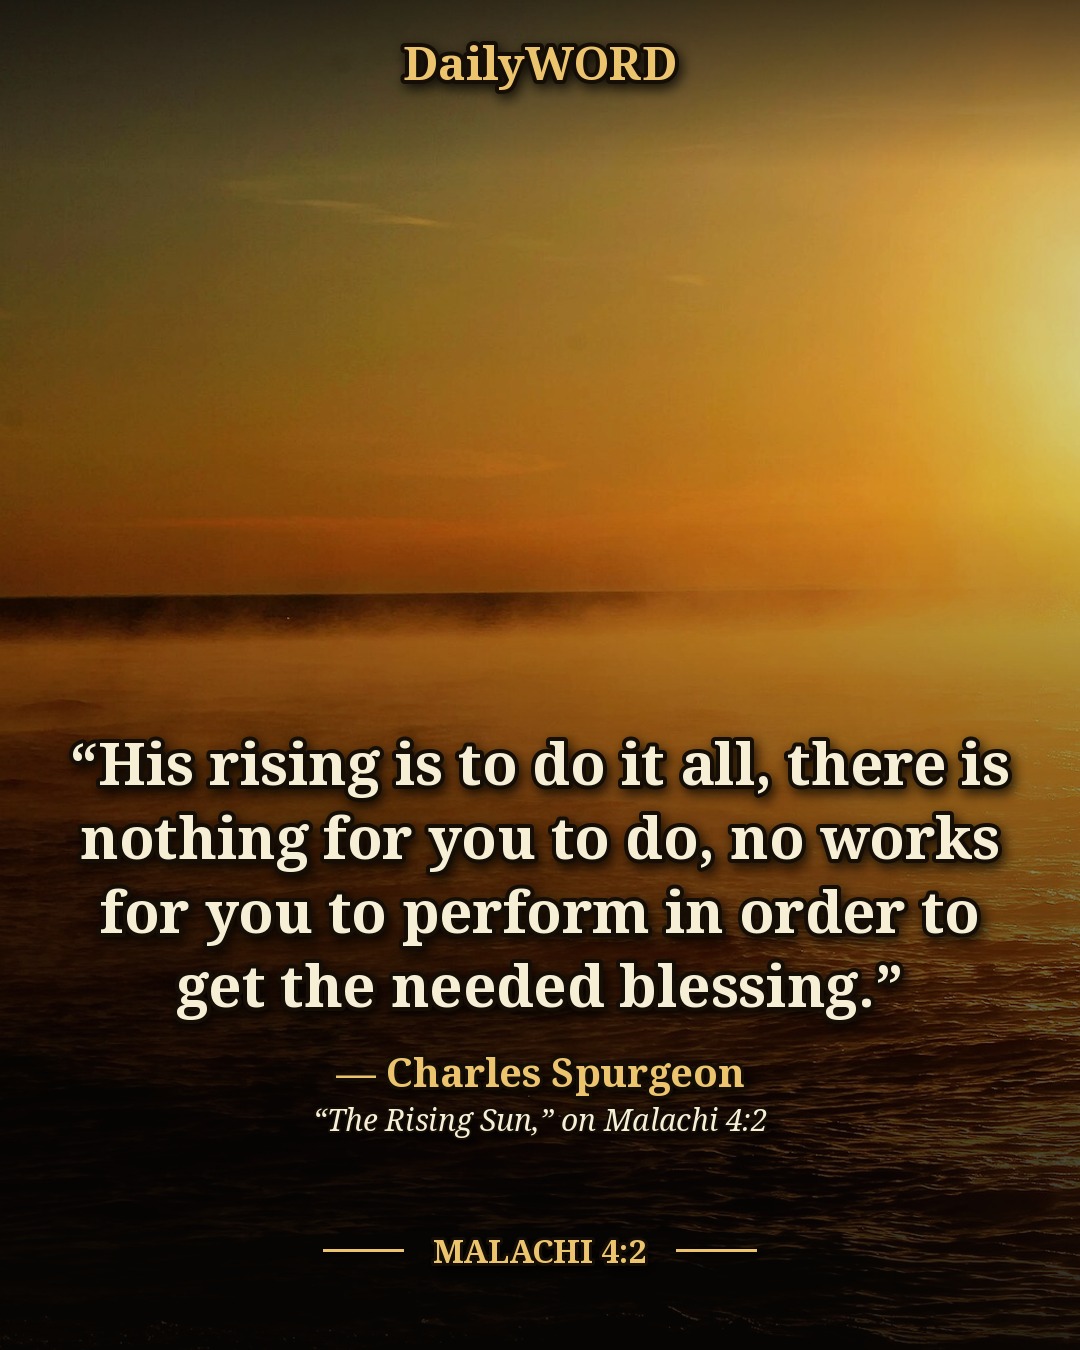 DailyWORD
“His rising is to do it all, there is
nothing for you to do, no works
for you to perform in order to
get the needed blessing.”
— Charles Spurgeon
“The Rising Sun,” on Malachi 4:2
MALACHI 4:2